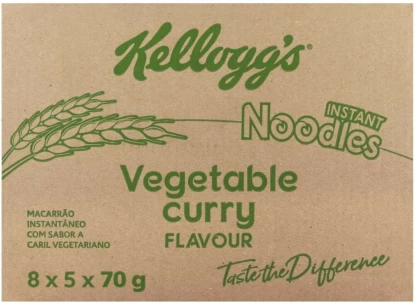 Kellogg's®
INSTANT
Noodles
Vegetable
curry
FLAVOUR
MACARRÃO
INSTANTÂNEO
COM SABOR A
CARIL VEGETARIANO
8 x 5 x 70 g
Taste the Difference